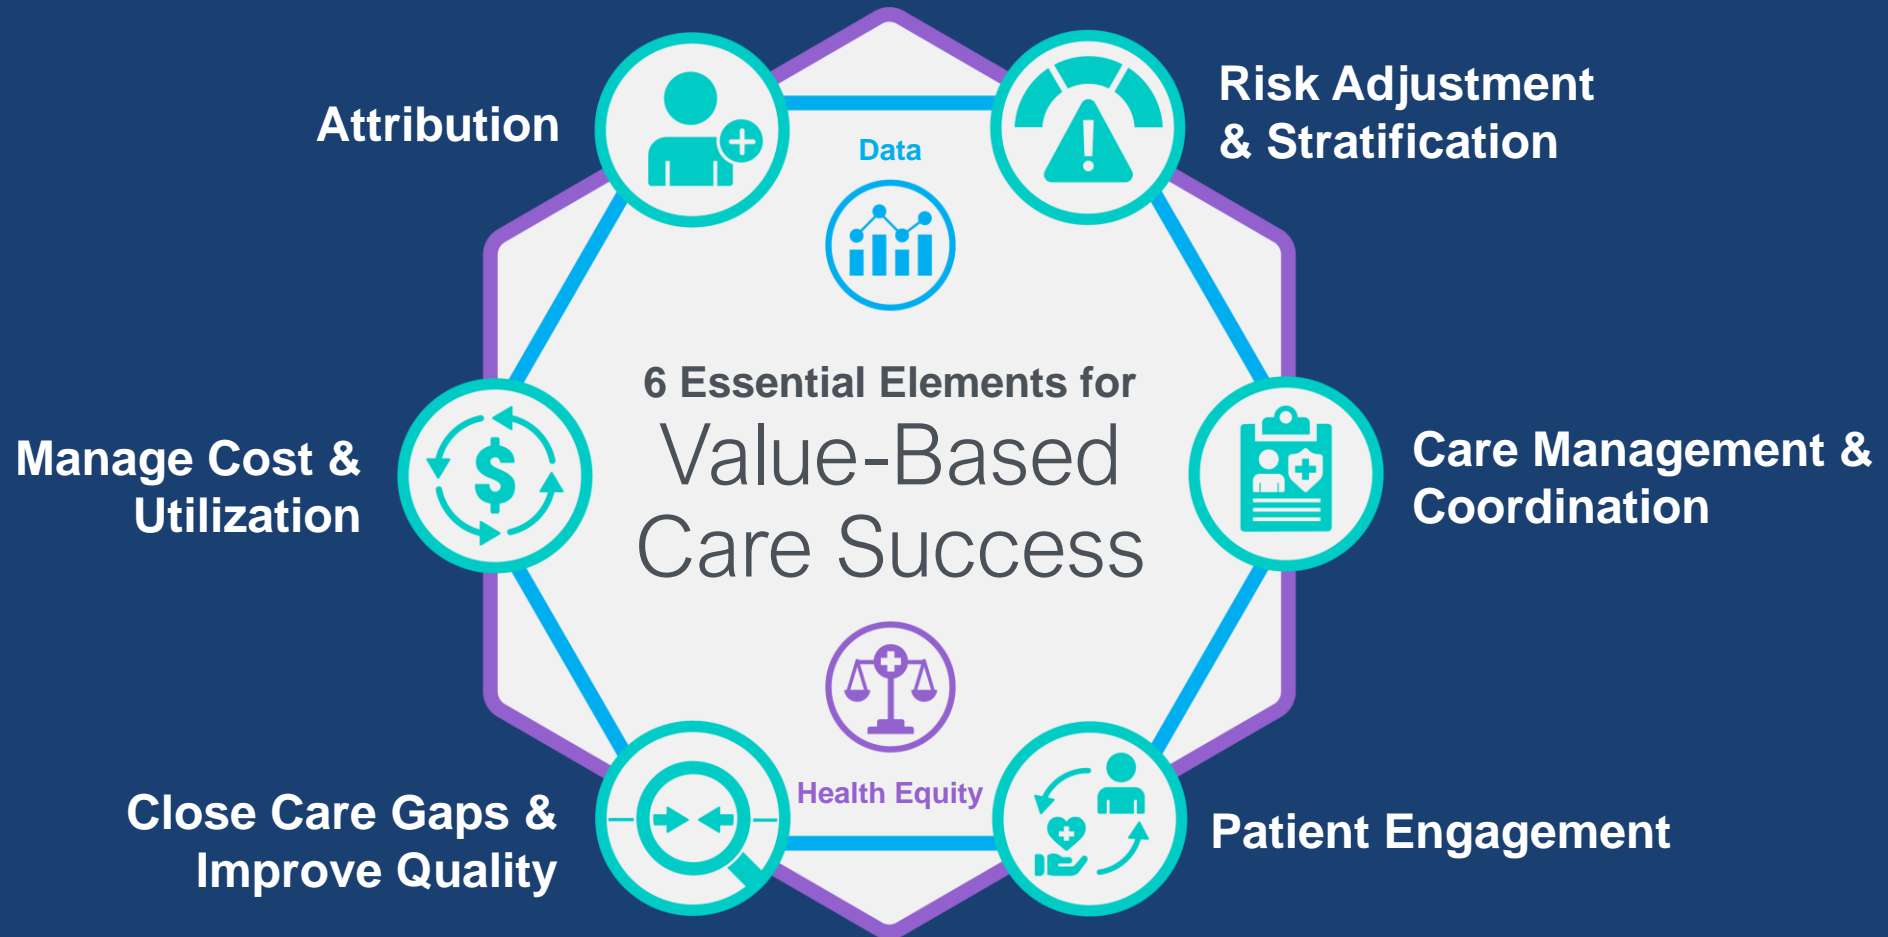 Attribution
Risk Adjustment
& Stratification
Data
6 Essential Elements for
Value-Based
Care Success
Manage Cost &
Utilization
Care Management &
Coordination
Health Equity
Close Care Gaps &
Improve Quality
Patient Engagement